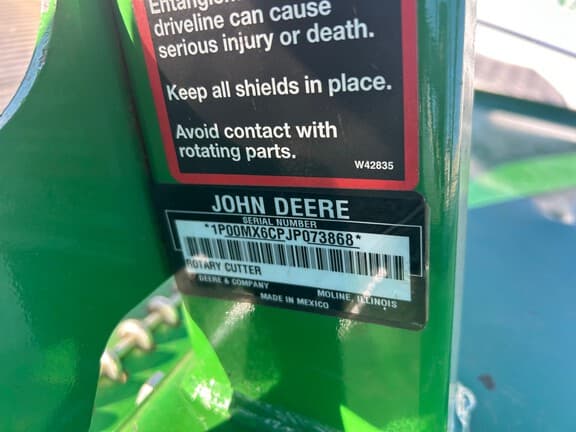 driveline can cause
serious injury or death.
Keep all shields in place.
Avoid contact with
rotating parts.
W42835
JOHN DEERE
SERIAL NUMBER
*1P00MX6CPJP073868*
ROTARY CUTTER
DEERE & COMPANY MOLINE, ILLINOIS
MADE IN MEXICO